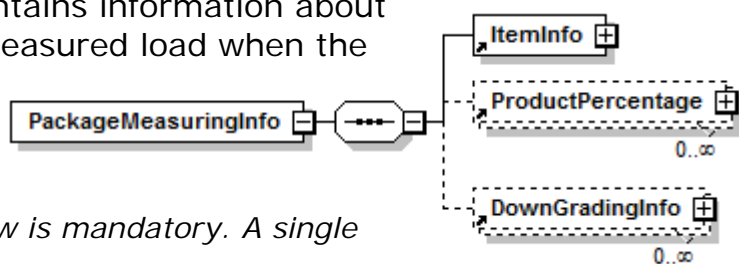 ntains information about
easured load when the
ItemInfo
ProductPercentage
0..∞
PackageMeasuringInfo
DownGradingInfo
0..∞
w is mandatory. A single